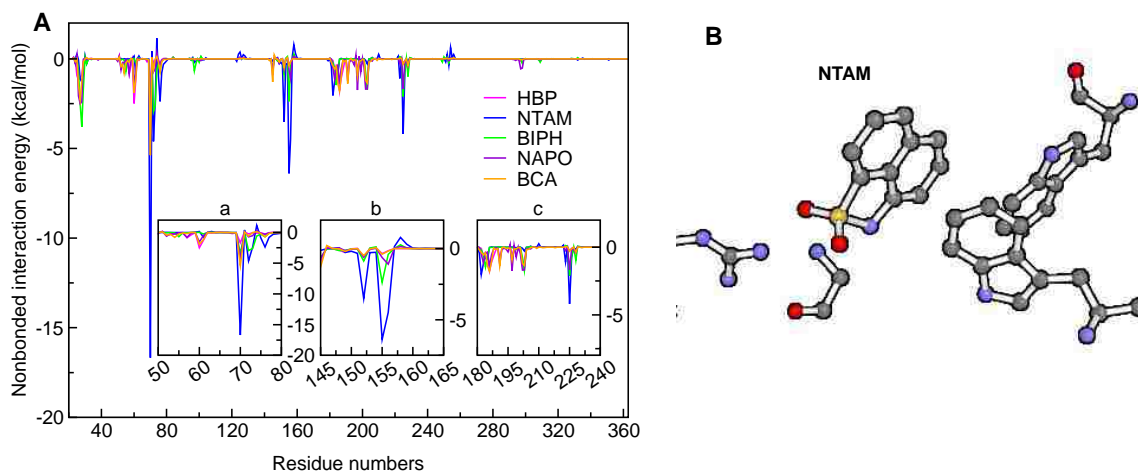 A
B
Nonbonded interaction energy (kcal/mol)
0
-5
-10
-15
-20
40 80 120 160 200 240 280 320 360
Residue numbers
HBP
NTAM
BIPH
NAPO
BCA
a
0
-5
-10
-15
-20
50 60 70 80
b
0
-5
145 150 155 160 165
c
0
-5
180 195 210 225 240
NTAM